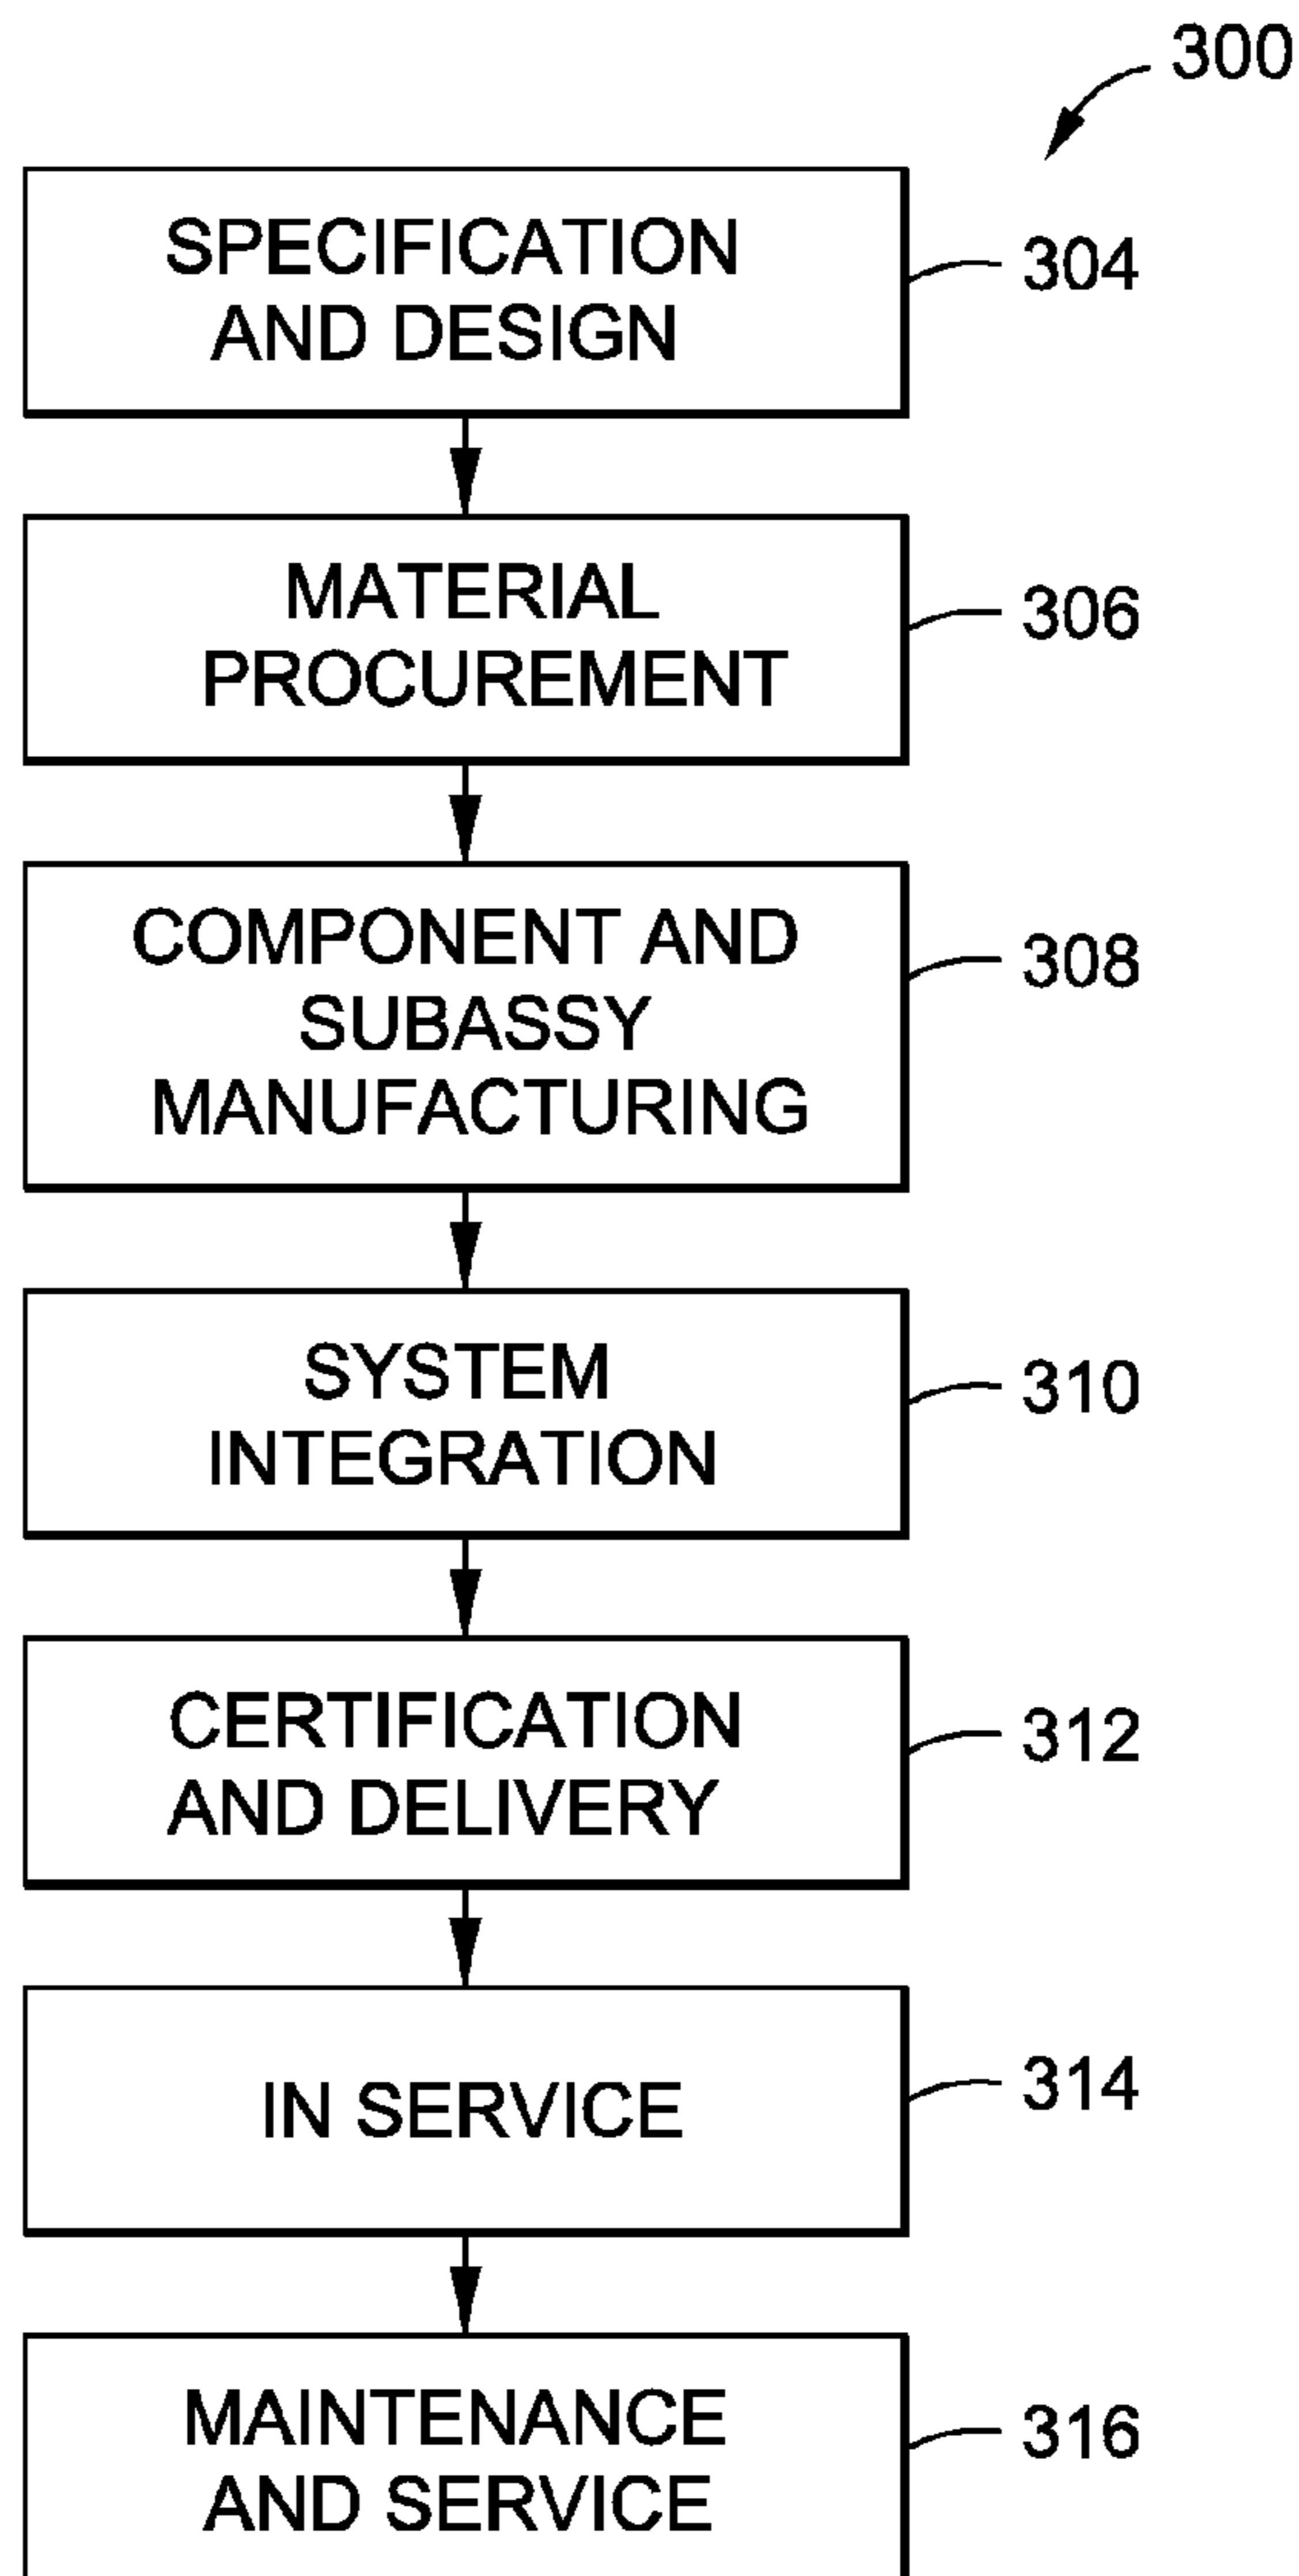 300
SPECIFICATION
AND DESIGN
304
MATERIAL
PROCUREMENT
306
COMPONENT AND
SUBASSY
MANUFACTURING
308
SYSTEM
INTEGRATION
310
CERTIFICATION
AND DELIVERY
312
IN SERVICE
314
MAINTENANCE
AND SERVICE
316